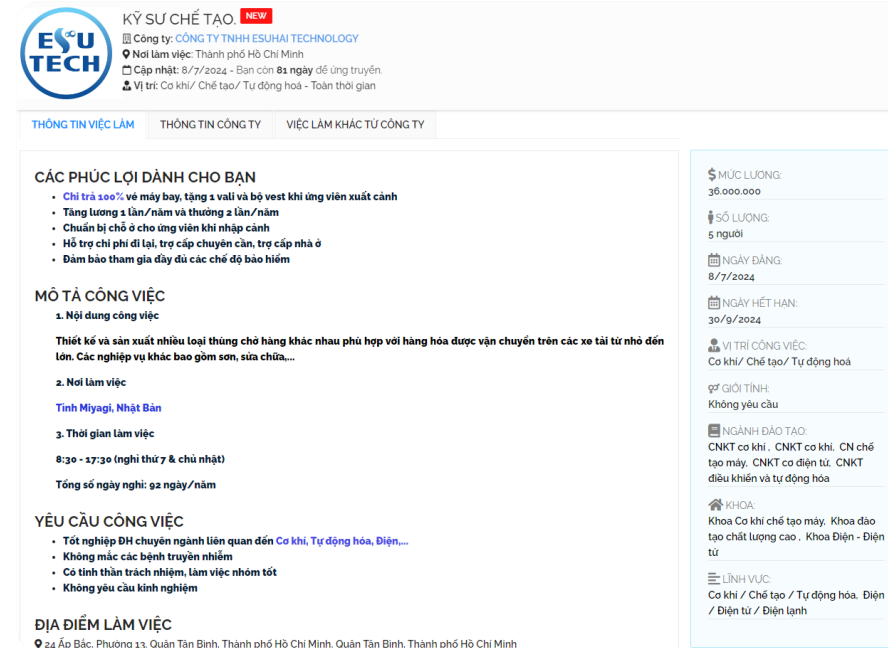 ESU
TECH
KỸ SƯ CHẾ TẠO. NEW
Công ty: CÔNG TY TNHH ESUHAI TECHNOLOGY
Nơi làm việc: Thành phố Hồ Chí Minh
Cập nhật: 8/7/2024 - Bạn còn 81 ngày để ứng truyển.
Vị trí: Cơ khí/ Chế tạo/ Tự động hoá - Toàn thời gian
THÔNG TIN VIỆC LÀM THÔNG TIN CÔNG TY VIỆC LÀM KHÁC TỪ CÔNG TY
CÁC PHÚC LỢI DÀNH CHO BẠN
• Chi trả 100% vé máy bay, tặng 1 vali và bộ vest khi ứng viên xuất cảnh
• Tăng lương 1 lần/năm và thưởng 2 lần/năm
• Chuẩn bị chỗ ở cho ứng viên khi nhập cảnh
• Hỗ trợ chi phí đi lại, trợ cấp chuyên cần, trợ cấp nhà ở
• Đảm bảo tham gia đầy đủ các chế độ bảo hiểm
MÔ TẢ CÔNG VIỆC
1. Nội dung công việc
Thiết kế và sản xuất nhiều loại thùng chở hàng khác nhau phù hợp với hàng hóa được vận chuyển trên các xe tải từ nhỏ đến
lớn. Các nghiệp vụ khác bao gồm sơn, sửa chữa,...
2. Nơi làm việc
Tỉnh Miyagi, Nhật Bản
3. Thời gian làm việc
8:30 - 17:30 (nghỉ thứ 7 & chủ nhật)
Tổng số ngày nghỉ: 92 ngày/năm
YÊU CẦU CÔNG VIỆC
• Tốt nghiệp ĐH chuyên ngành liên quan đến Cơ khí, Tự động hóa, Điện,...
• Không mắc các bệnh truyền nhiễm
• Có tinh thần trách nhiệm, làm việc nhóm tốt
• Không yêu cầu kinh nghiệm
ĐỊA ĐIỂM LÀM VIỆC
24 Ấp Bắc, Phường 13, Quận Tân Bình, Thành phố Hồ Chí Minh, Quận Tân Bình, Thành phố Hồ Chí Minh
MỨC LƯƠNG:
36.000.000
SỐ LƯỢNG:
5 người
NGÀY ĐĂNG:
8/7/2024
NGÀY HẾT HẠN:
30/9/2024
VỊ TRÍ CÔNG VIỆC:
Cơ khí/ Chế tạo/ Tự động hoá
GIỚI TÍNH:
Không yêu cầu
NGÀNH ĐÀO TẠO:
CNKT cơ khí , CNKT cơ khí, CN chế
tạo máy, CNKT cơ điện tử, CNKT
điều khiển và tự động hóa
KHOA:
Khoa Cơ khí chế tạo máy, Khoa đào
tạo chất lượng cao , Khoa Điện - Điện
tử
LĨNH VỰC:
Cơ khí / Chế tạo / Tự động hóa, Điện
/ Điện tử / Điện lạnh